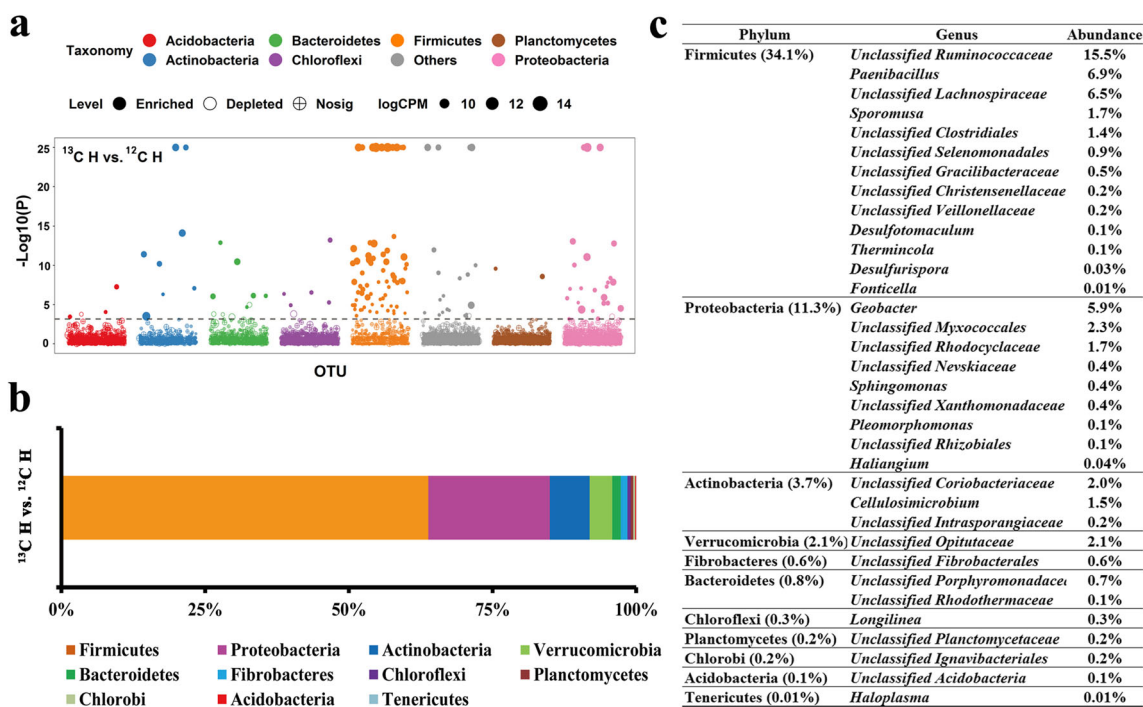 a
Taxonomy
Acidobacteria Bacteroidetes Firmicutes Planctomycetes
Actinobacteria Chloroflexi Others Proteobacteria
Level Enriched Depleted Nosig logCPM 10 12 14
¹³C H vs. ¹²C H
-Log10(P)
25
20
15
10
5
0
OTU
b
¹³C H vs. ¹²C H
0% 25% 50% 75% 100%
Firmicutes Proteobacteria Actinobacteria Verrucomicrobia
Bacteroidetes Fibrobacteres Chloroflexi Planctomycetes
Chlorobi Acidobacteria Tenericutes
c
Phylum Genus Abundance
Firmicutes (34.1%) Unclassified Ruminococcaceae 15.5%
Paenibacillus 6.9%
Unclassified Lachnospiraceae 6.5%
Sporomusa 1.7%
Unclassified Clostridiales 1.4%
Unclassified Selenomonadales 0.9%
Unclassified Gracilibacteraceae 0.5%
Unclassified Christensenellaceae 0.2%
Unclassified Veillonellaceae 0.2%
Desulfotomaculum 0.1%
Thermincola 0.1%
Desulfurispora 0.03%
Fonticella 0.01%
Proteobacteria (11.3%) Geobacter 5.9%
Unclassified Myxococcales 2.3%
Unclassified Rhodocyclaceae 1.7%
Unclassified Nevskiaceae 0.4%
Sphingomonas 0.4%
Unclassified Xanthomonadaceae 0.4%
Pleomorphomonas 0.1%
Unclassified Rhizobiales 0.1%
Haliangium 0.04%
Actinobacteria (3.7%) Unclassified Coriobacteriaceae 2.0%
Cellulosimicrobium 1.5%
Unclassified Intrasporangiaceae 0.2%
Verrucomicrobia (2.1%) Unclassified Opitutaceae 2.1%
Fibrobacteres (0.6%) Unclassified Fibrobacterales 0.6%
Bacteroidetes (0.8%) Unclassified Porphyromonadace 0.7%
Unclassified Rhodothermaceae 0.1%
Chloroflexi (0.3%) Longilinea 0.3%
Planctomycetes (0.2%) Unclassified Planctomycetaceae 0.2%
Chlorobi (0.2%) Unclassified Ignavibacteriales 0.2%
Acidobacteria (0.1%) Unclassified Acidobacteria 0.1%
Tenericutes (0.01%) Haloplasma 0.01%